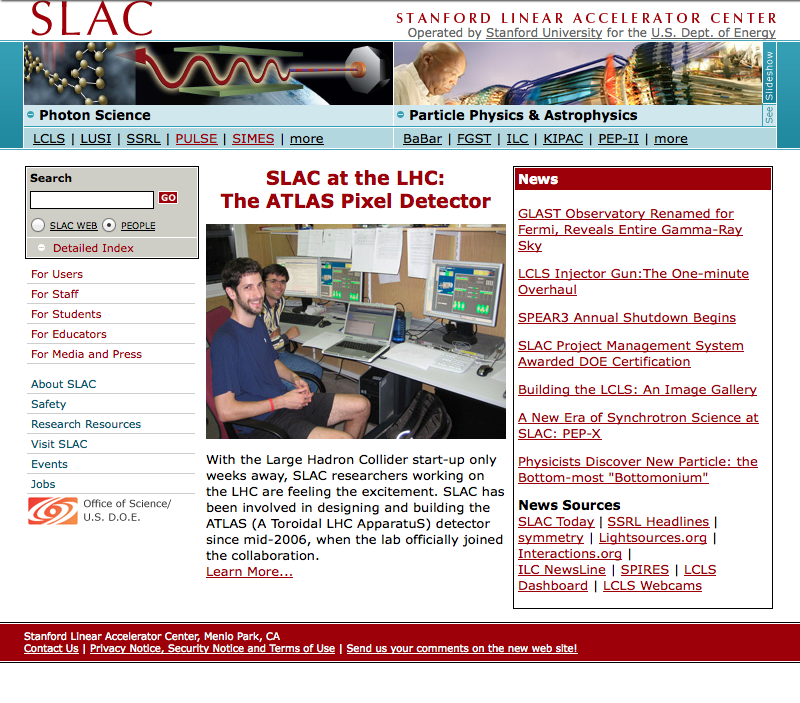 SLAC
STANFORD LINEAR ACCELERATOR CENTER
Operated by Stanford University for the U.S. Dept. of Energy
See Slideshow
Photon Science
Particle Physics & Astrophysics
LCLS | LUSI | SSRL | PULSE | SIMES | more
BaBar | FGST | ILC | KIPAC | PEP-II | more
Search
GO
SLAC WEB PEOPLE
Detailed Index
For Users
For Staff
For Students
For Educators
For Media and Press
About SLAC
Safety
Research Resources
Visit SLAC
Events
Jobs
Office of Science/
U.S. D.O.E.
SLAC at the LHC:
The ATLAS Pixel Detector
With the Large Hadron Collider start-up only
weeks away, SLAC researchers working on
the LHC are feeling the excitement. SLAC has
been involved in designing and building the
ATLAS (A Toroidal LHC ApparatuS) detector
since mid-2006, when the lab officially joined
the collaboration.
Learn More...
News
GLAST Observatory Renamed for
Fermi, Reveals Entire Gamma-Ray
Sky
LCLS Injector Gun:The One-minute
Overhaul
SPEAR3 Annual Shutdown Begins
SLAC Project Management System
Awarded DOE Certification
Building the LCLS: An Image Gallery
A New Era of Synchrotron Science at
SLAC: PEP-X
Physicists Discover New Particle: the
Bottom-most "Bottomonium"
News Sources
SLAC Today | SSRL Headlines |
symmetry | Lightsources.org |
Interactions.org |
ILC NewsLine | SPIRES | LCLS
Dashboard | LCLS Webcams
Stanford Linear Accelerator Center, Menlo Park, CA
Contact Us | Privacy Notice, Security Notice and Terms of Use | Send us your comments on the new web site!